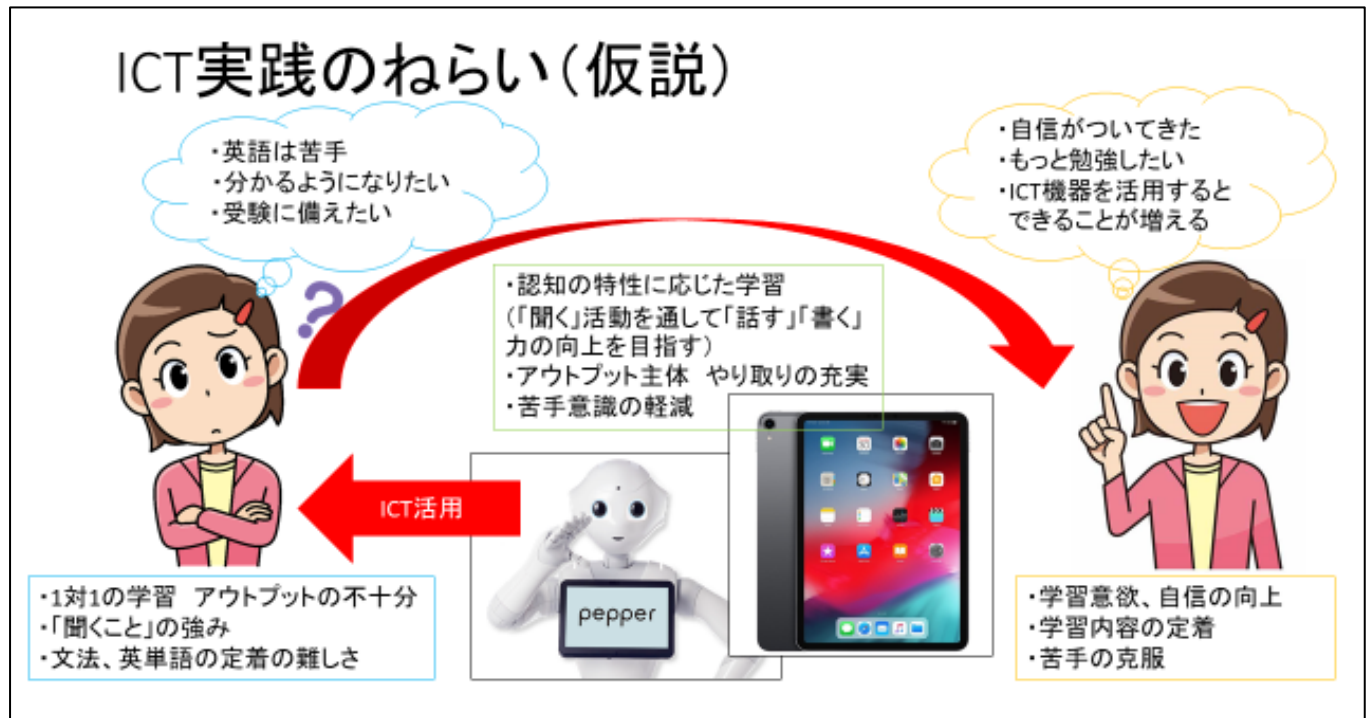 ICT実践のねらい（仮説）
・英語は苦手
・分かるようになりたい
・受験に備えたい
・自信がついてきた
・もっと勉強したい
・ICT機器を活用すると
できることが増える
?
・認知の特性に応じた学習
（「聞く」活動を通して「話す」「書く」
力の向上を目指す）
・アウトプット主体　やり取りの充実
・苦手意識の軽減
ICT活用
pepper
・1対1の学習　アウトプットの不十分
・「聞くこと」の強み
・文法、英単語の定着の難しさ
・学習意欲、自信の向上
・学習内容の定着
・苦手の克服